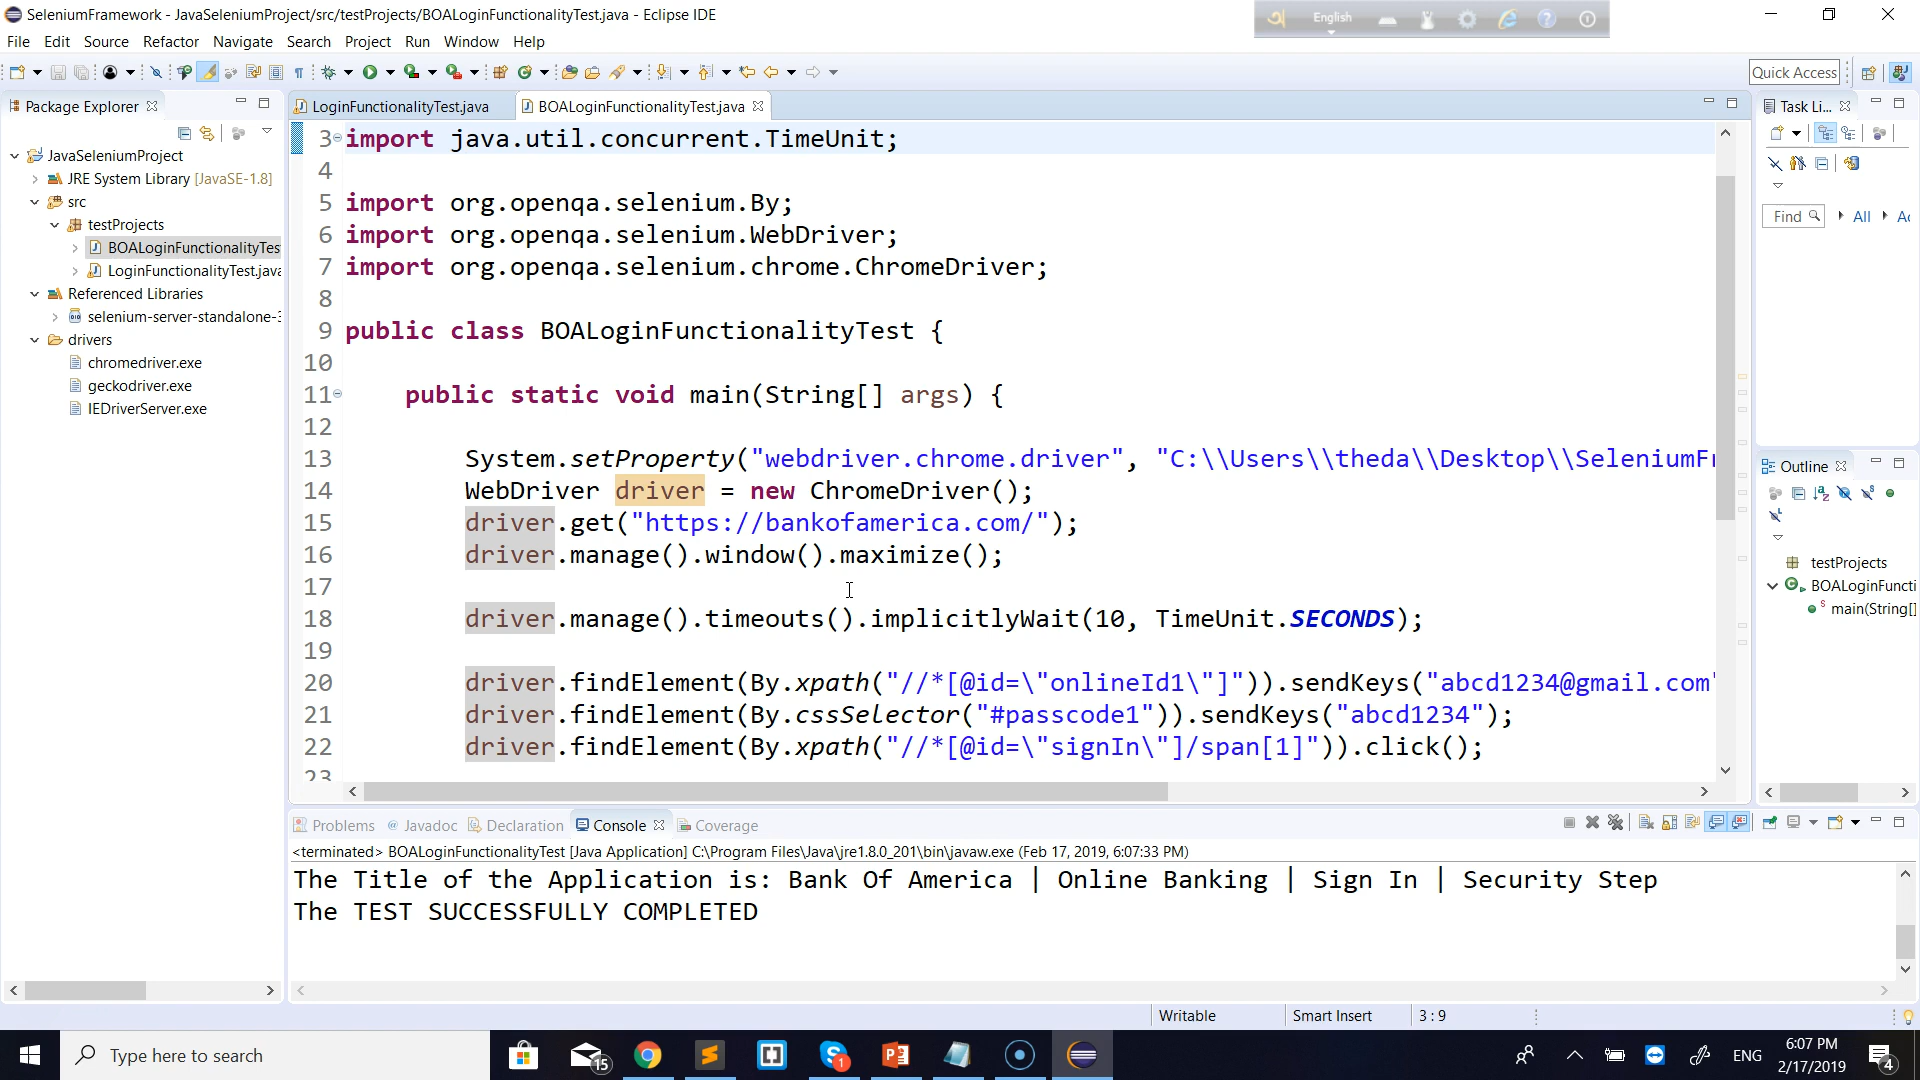 SeleniumFramework - JavaSeleniumProject/src/testProjects/BOALoginFunctionalityTest.java - Eclipse IDE
English
File Edit Source Refactor Navigate Search Project Run Window Help
Quick Access
Package Explorer
LoginFunctionalityTest.java
BOALoginFunctionalityTest.java
Task Li...
JavaSeleniumProject
JRE System Library [JavaSE-1.8]
src
testProjects
BOALoginFunctionalityTes
LoginFunctionalityTest.java
Referenced Libraries
selenium-server-standalone-3
drivers
chromedriver.exe
geckodriver.exe
IEDriverServer.exe
3 import java.util.concurrent.TimeUnit;
4
5 import org.openqa.selenium.By;
6 import org.openqa.selenium.WebDriver;
7 import org.openqa.selenium.chrome.ChromeDriver;
8
9 public class BOALoginFunctionalityTest {
10
11 public static void main(String[] args) {
12
13 System.setProperty("webdriver.chrome.driver", "C:\\Users\\theda\\Desktop\\SeleniumFr
14 WebDriver driver = new ChromeDriver();
15 driver.get("https://bankofamerica.com/");
16 driver.manage().window().maximize();
17
18 driver.manage().timeouts().implicitlyWait(10, TimeUnit.SECONDS);
19
20 driver.findElement(By.xpath("//*[@id=\"onlineId1\"]")).sendKeys("abcd1234@gmail.com"
21 driver.findElement(By.cssSelector("#passcode1")).sendKeys("abcd1234");
22 driver.findElement(By.xpath("//*[@id=\"signIn\"]/span[1]")).click();
23
Find All Ac
Outline
testProjects
BOALoginFuncti
main(String[]
Problems Javadoc Declaration Console Coverage
<terminated> BOALoginFunctionalityTest [Java Application] C:\Program Files\Java\jre1.8.0_201\bin\javaw.exe (Feb 17, 2019, 6:07:33 PM)
The Title of the Application is: Bank Of America | Online Banking | Sign In | Security Step
The TEST SUCCESSFULLY COMPLETED
Writable Smart Insert 3 : 9
Type here to search
15
1
ENG
6:07 PM
2/17/2019
4